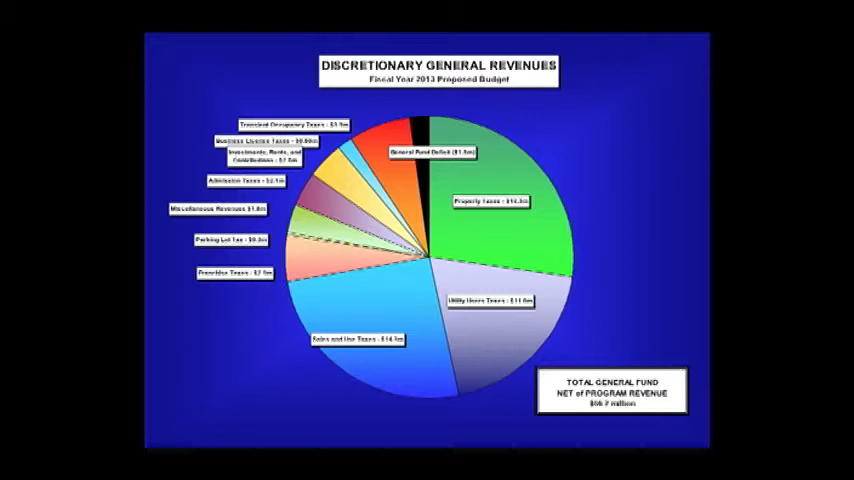 DISCRETIONARY GENERAL REVENUES
Fiscal Year 2013 Proposed Budget
Transient Occupancy Taxes -
Business License Taxes -
Investments, Rents, and
Contributions -
General Fund Deficit
Admission Taxes -
Property Taxes -
Miscellaneous Revenues
Parking Lot Tax -
Franchise Taxes -
Utility Users Taxes -
Sales and Use Taxes -
TOTAL GENERAL FUND
NET of PROGRAM REVENUE
million